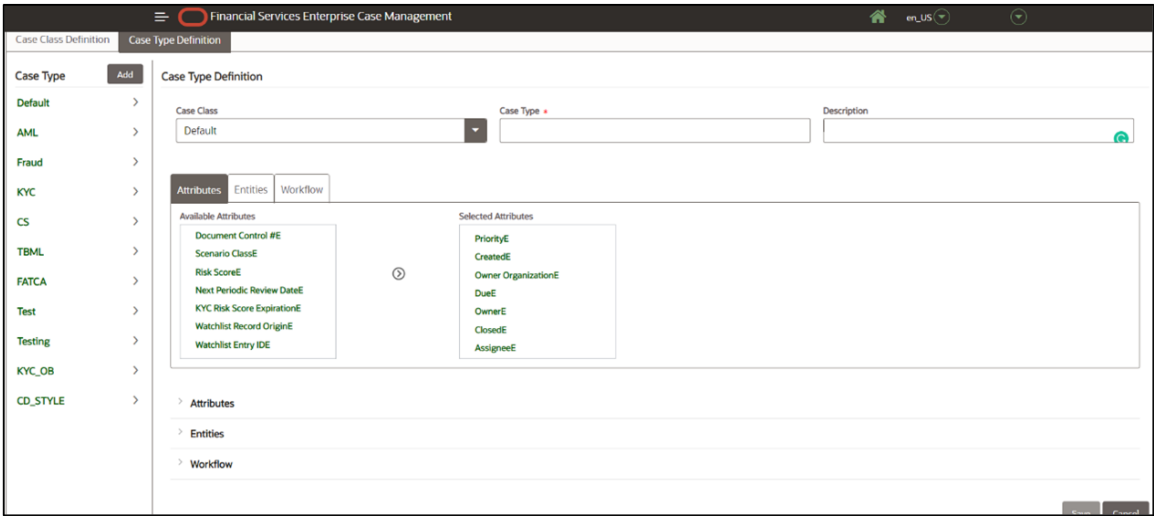 Financial Services Enterprise Case Management
en_US
Case Class Definition
Case Type Definition
Case Type
Add
Default
AML
Fraud
KYC
CS
TBML
FATCA
Test
Testing
KYC_OB
CD_STYLE
Case Type Definition
Case Class
Default
Case Type *
Description
Attributes
Entities
Workflow
Available Attributes
Document Control #E
Scenario ClassE
Risk ScoreE
Next Periodic Review DateE
KYC Risk Score ExpirationE
Watchlist Record OriginE
Watchlist Entry IDE
Selected Attributes
PriorityE
CreatedE
Owner OrganizationE
DueE
OwnerE
ClosedE
AssigneeE
Attributes
Entities
Workflow
Save
Cancel